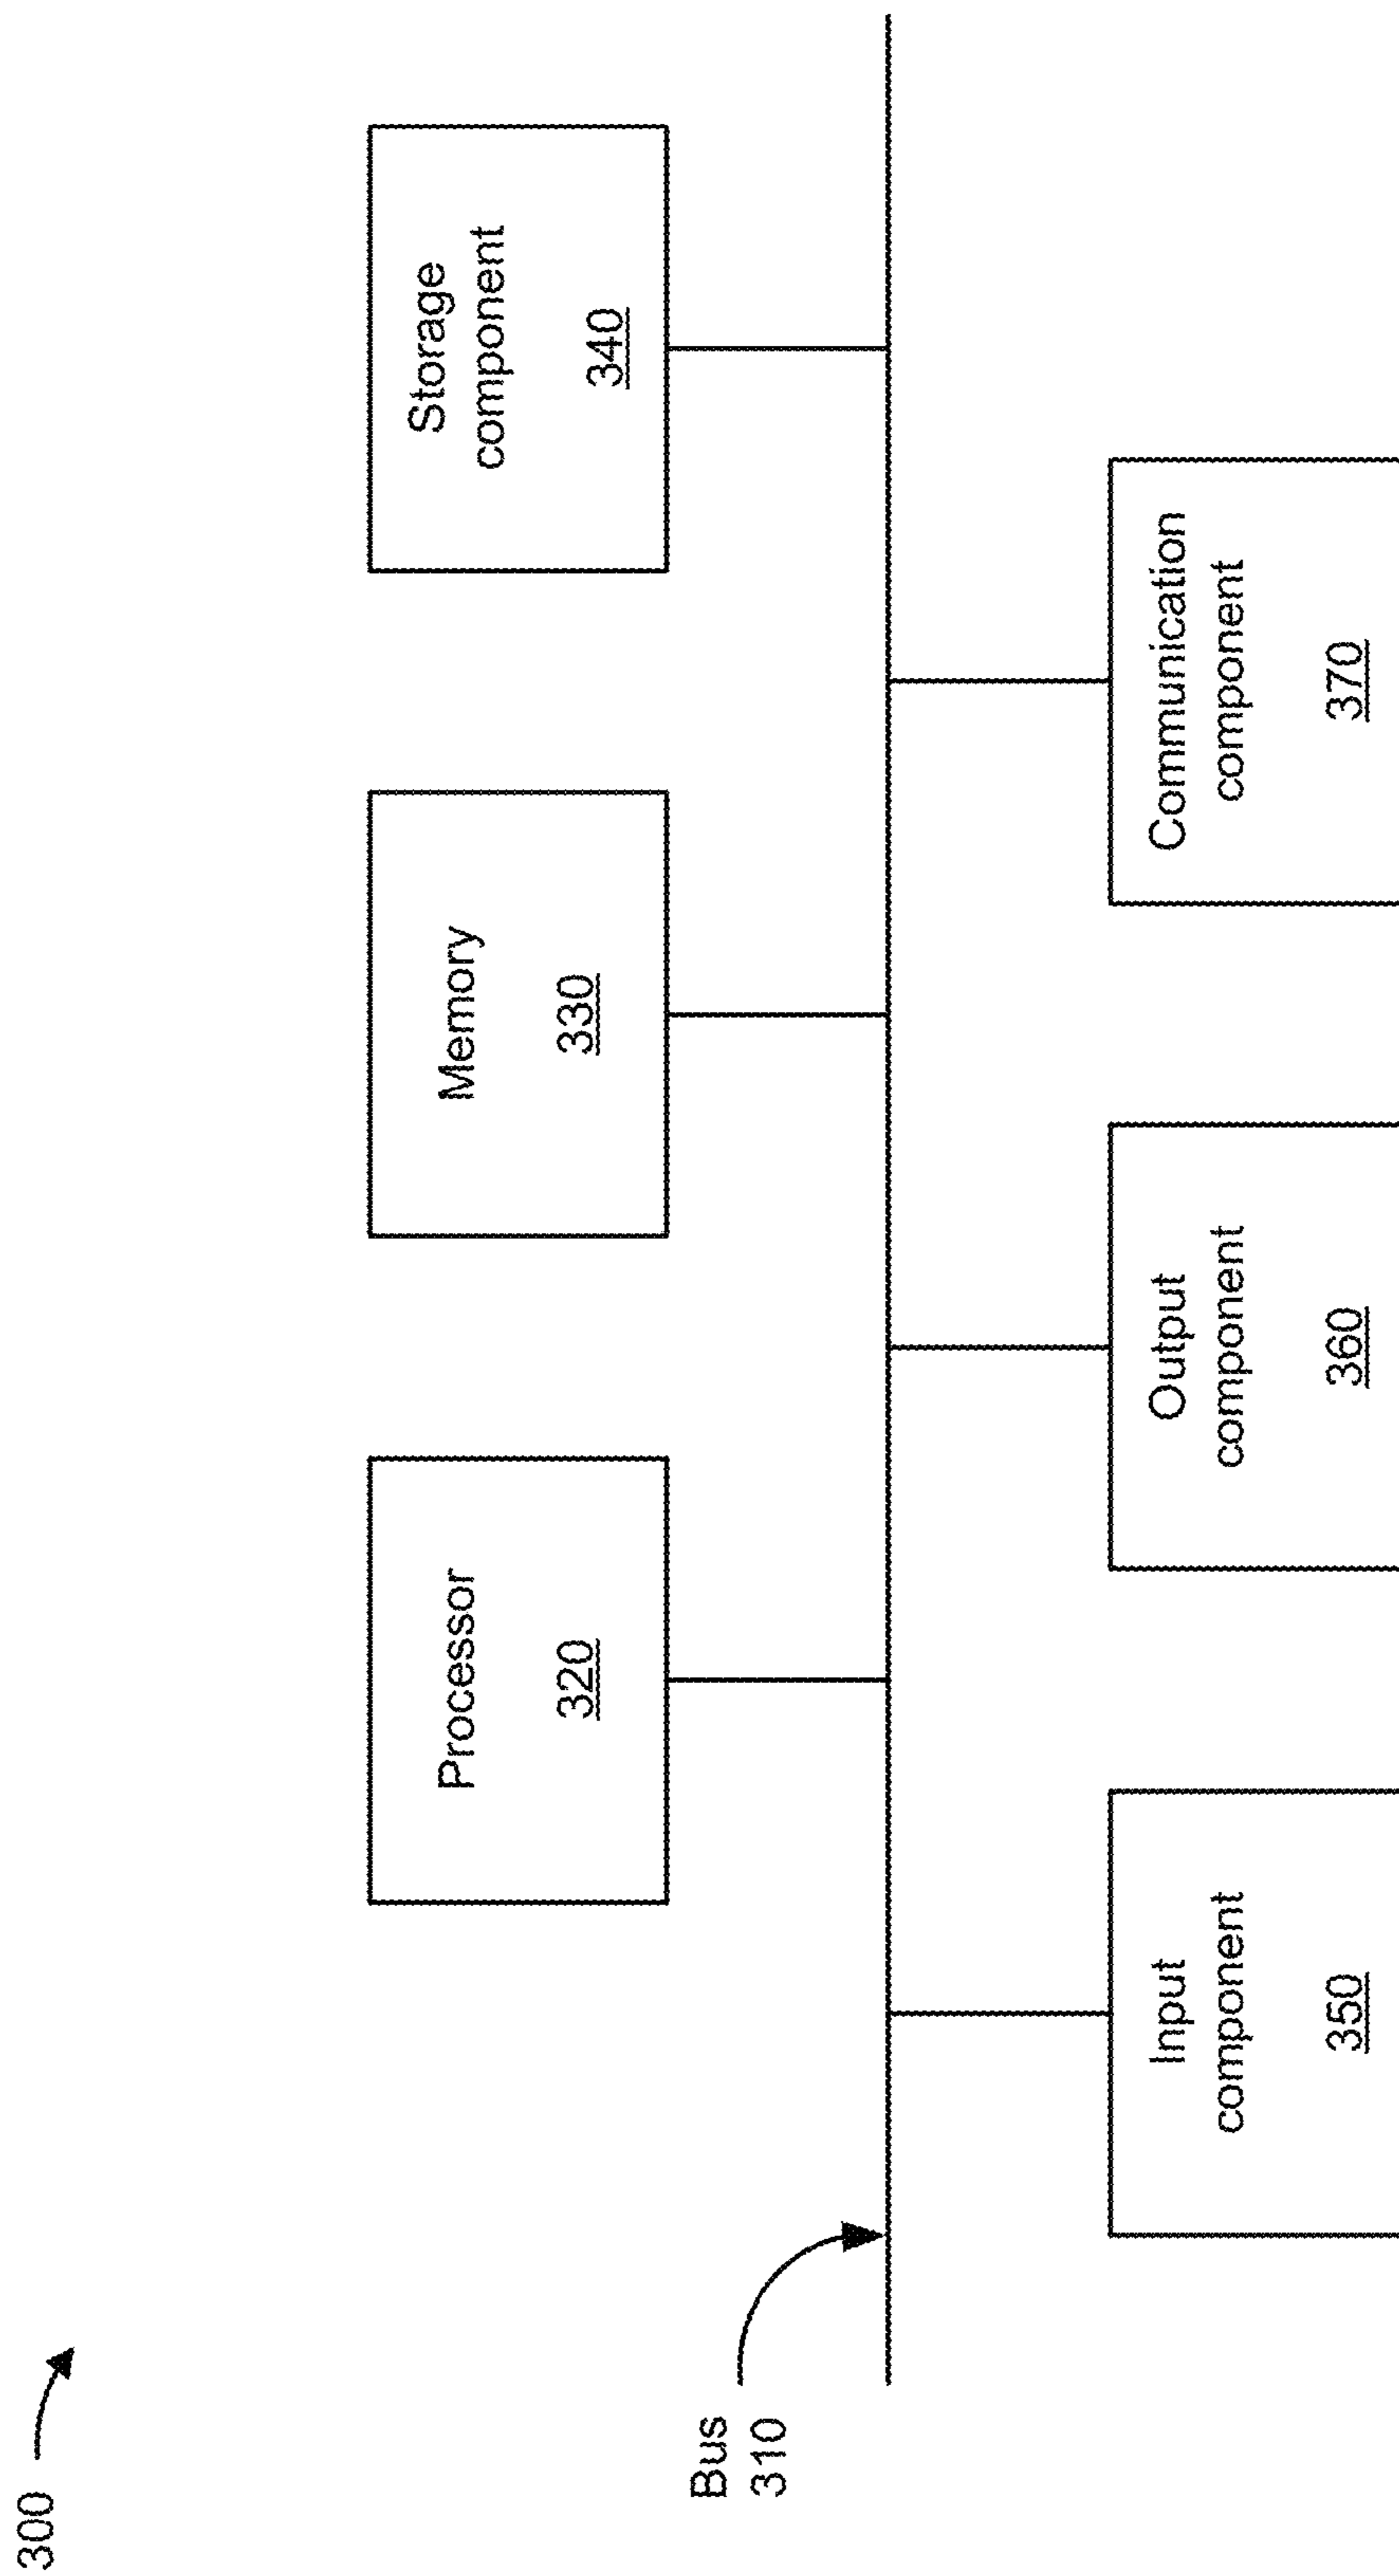 300
Processor
320
Memory
330
Storage
component
340
Bus
310
Input
component
350
Output
component
360
Communication
component
370